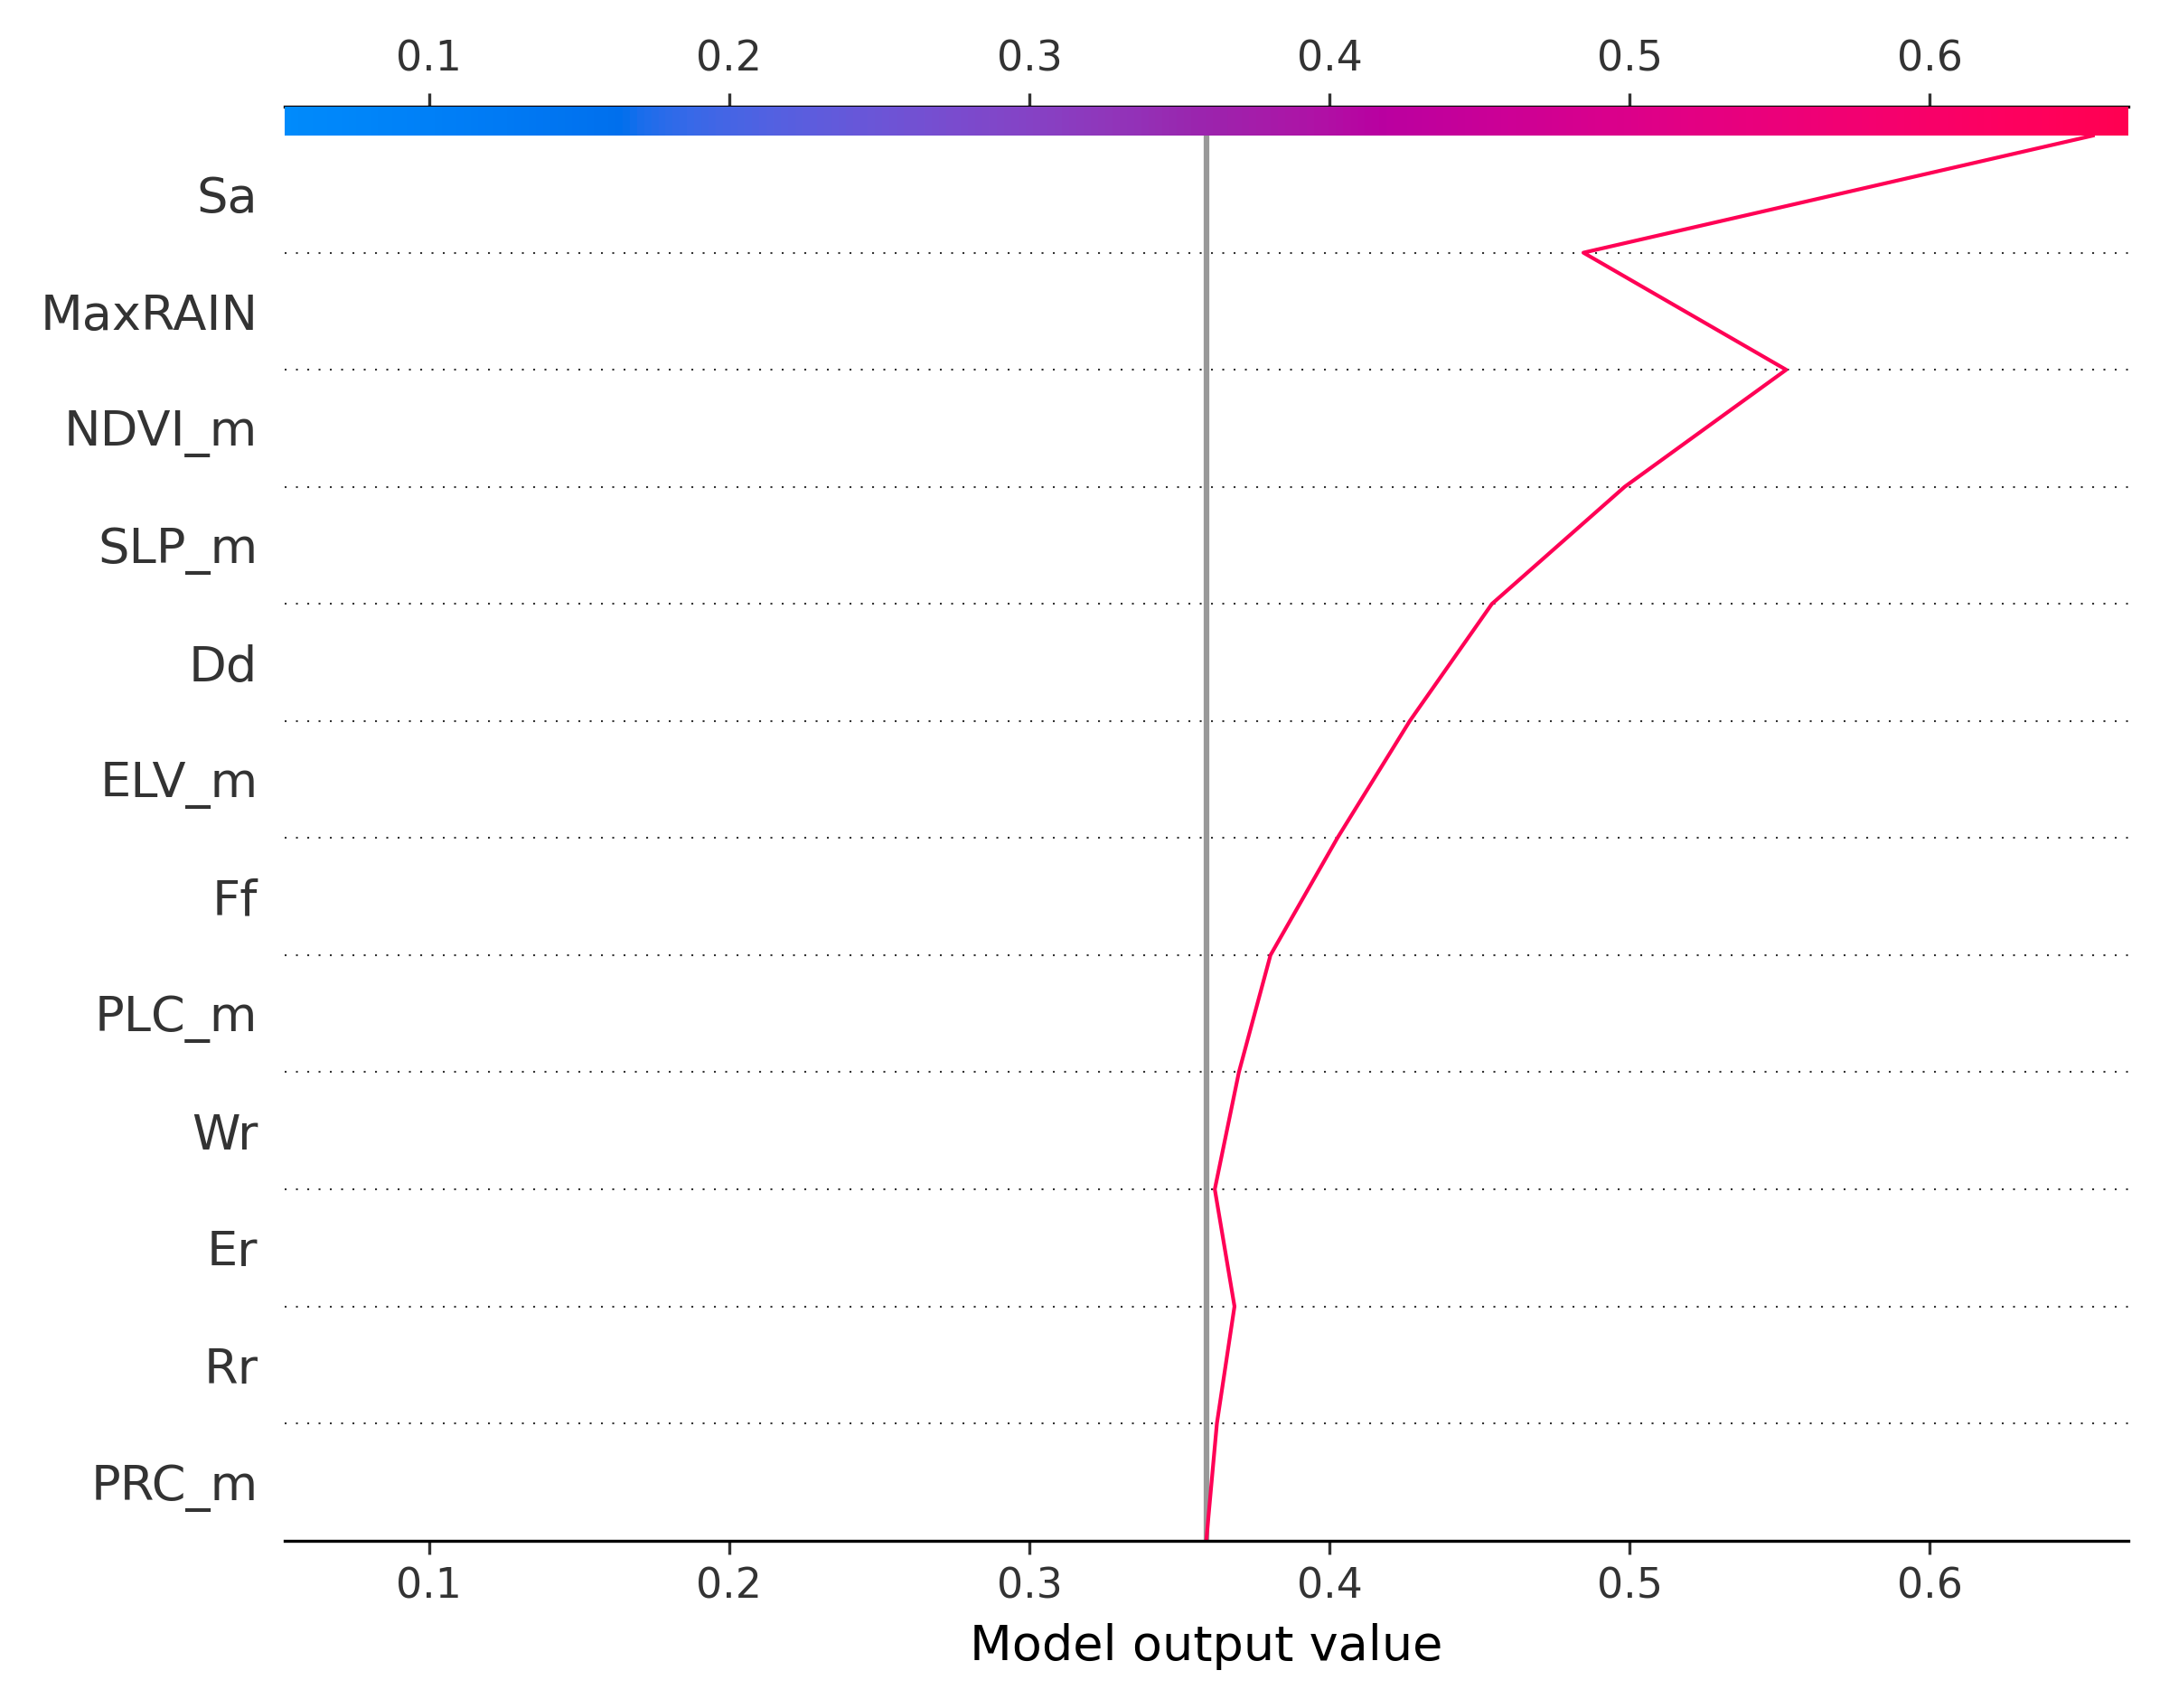 0.1 0.2 0.3 0.4 0.5 0.6
Sa
MaxRAIN
NDVI_m
SLP_m
Dd
ELV_m
Ff
PLC_m
Wr
Er
Rr
PRC_m
0.1 0.2 0.3 0.4 0.5 0.6
Model output value